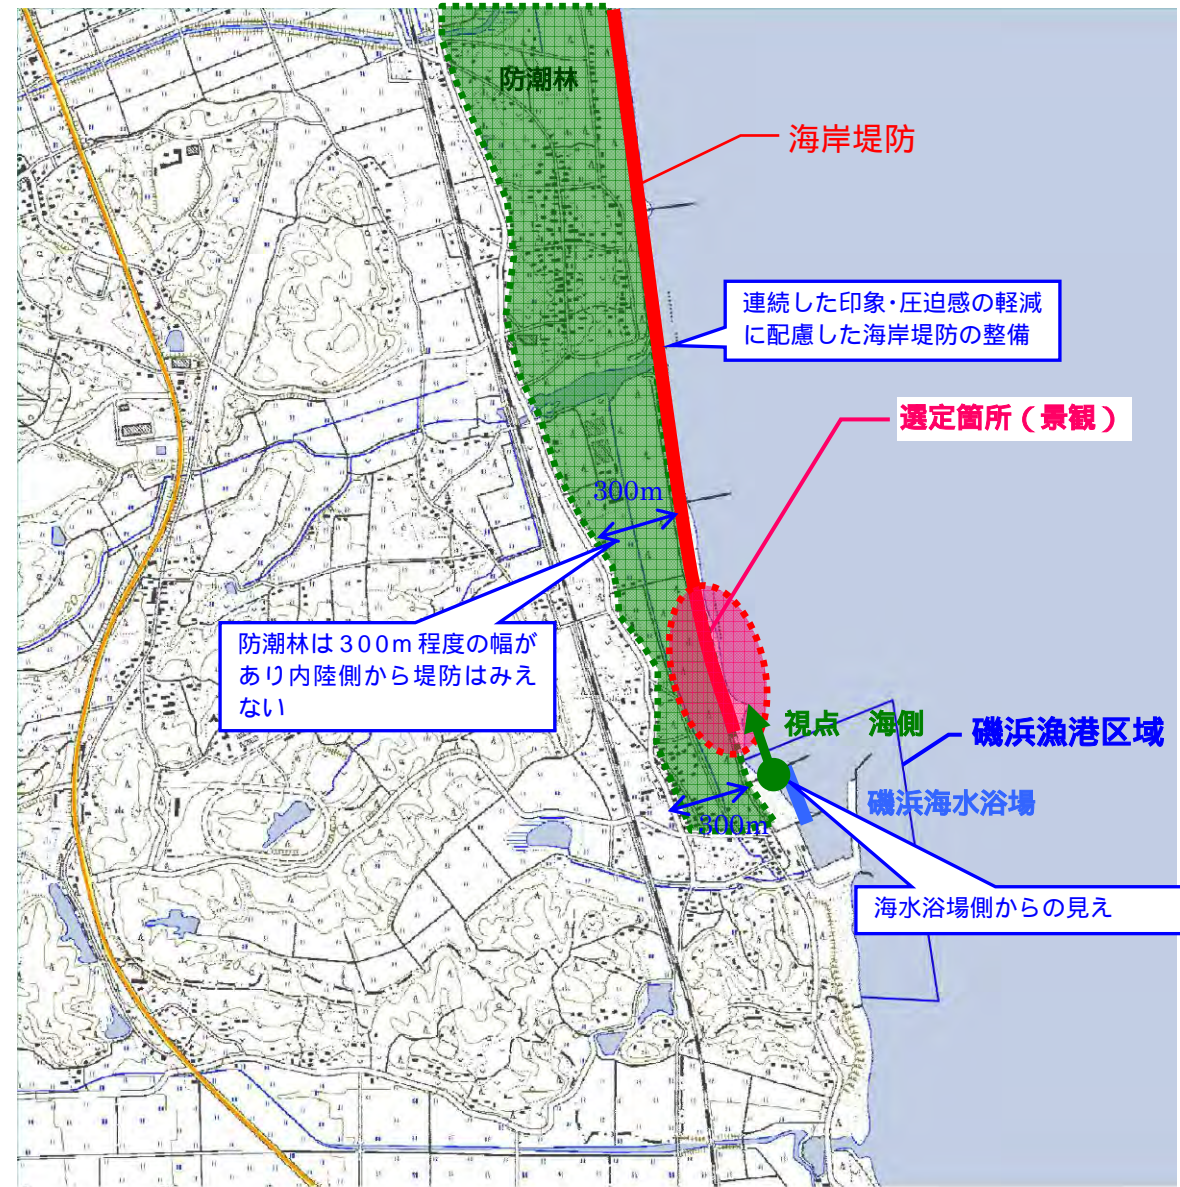 防潮林
海岸堤防
連続した印象・圧迫感の軽減
に配慮した海岸堤防の整備
選定箇所（景観）
300m
防潮林は300m程度の幅が
あり内陸側から堤防はみえ
ない
視点　海側
磯浜漁港区域
磯浜海水浴場
300m
海水浴場側からの見え